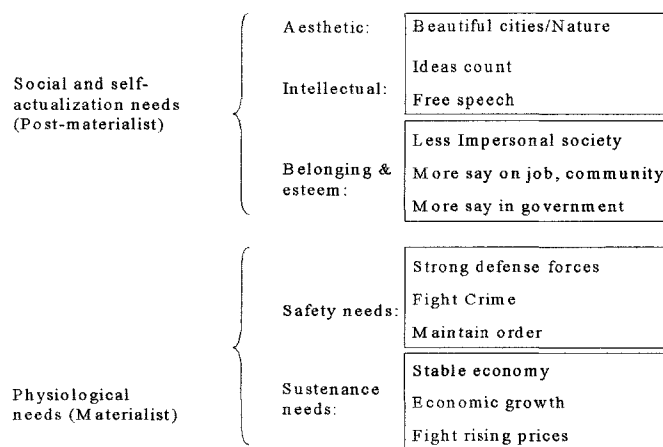 Aesthetic: Beautiful cities/Nature
Social and self-
actualization needs
(Post-materialist)
Intellectual: Ideas count
Free speech
Belonging &
esteem:
Less Impersonal society
More say on job, community
More say in government
Physiological
needs (Materialist)
Safety needs:
Strong defense forces
Fight Crime
Maintain order
Sustenance
needs:
Stable economy
Economic growth
Fight rising prices